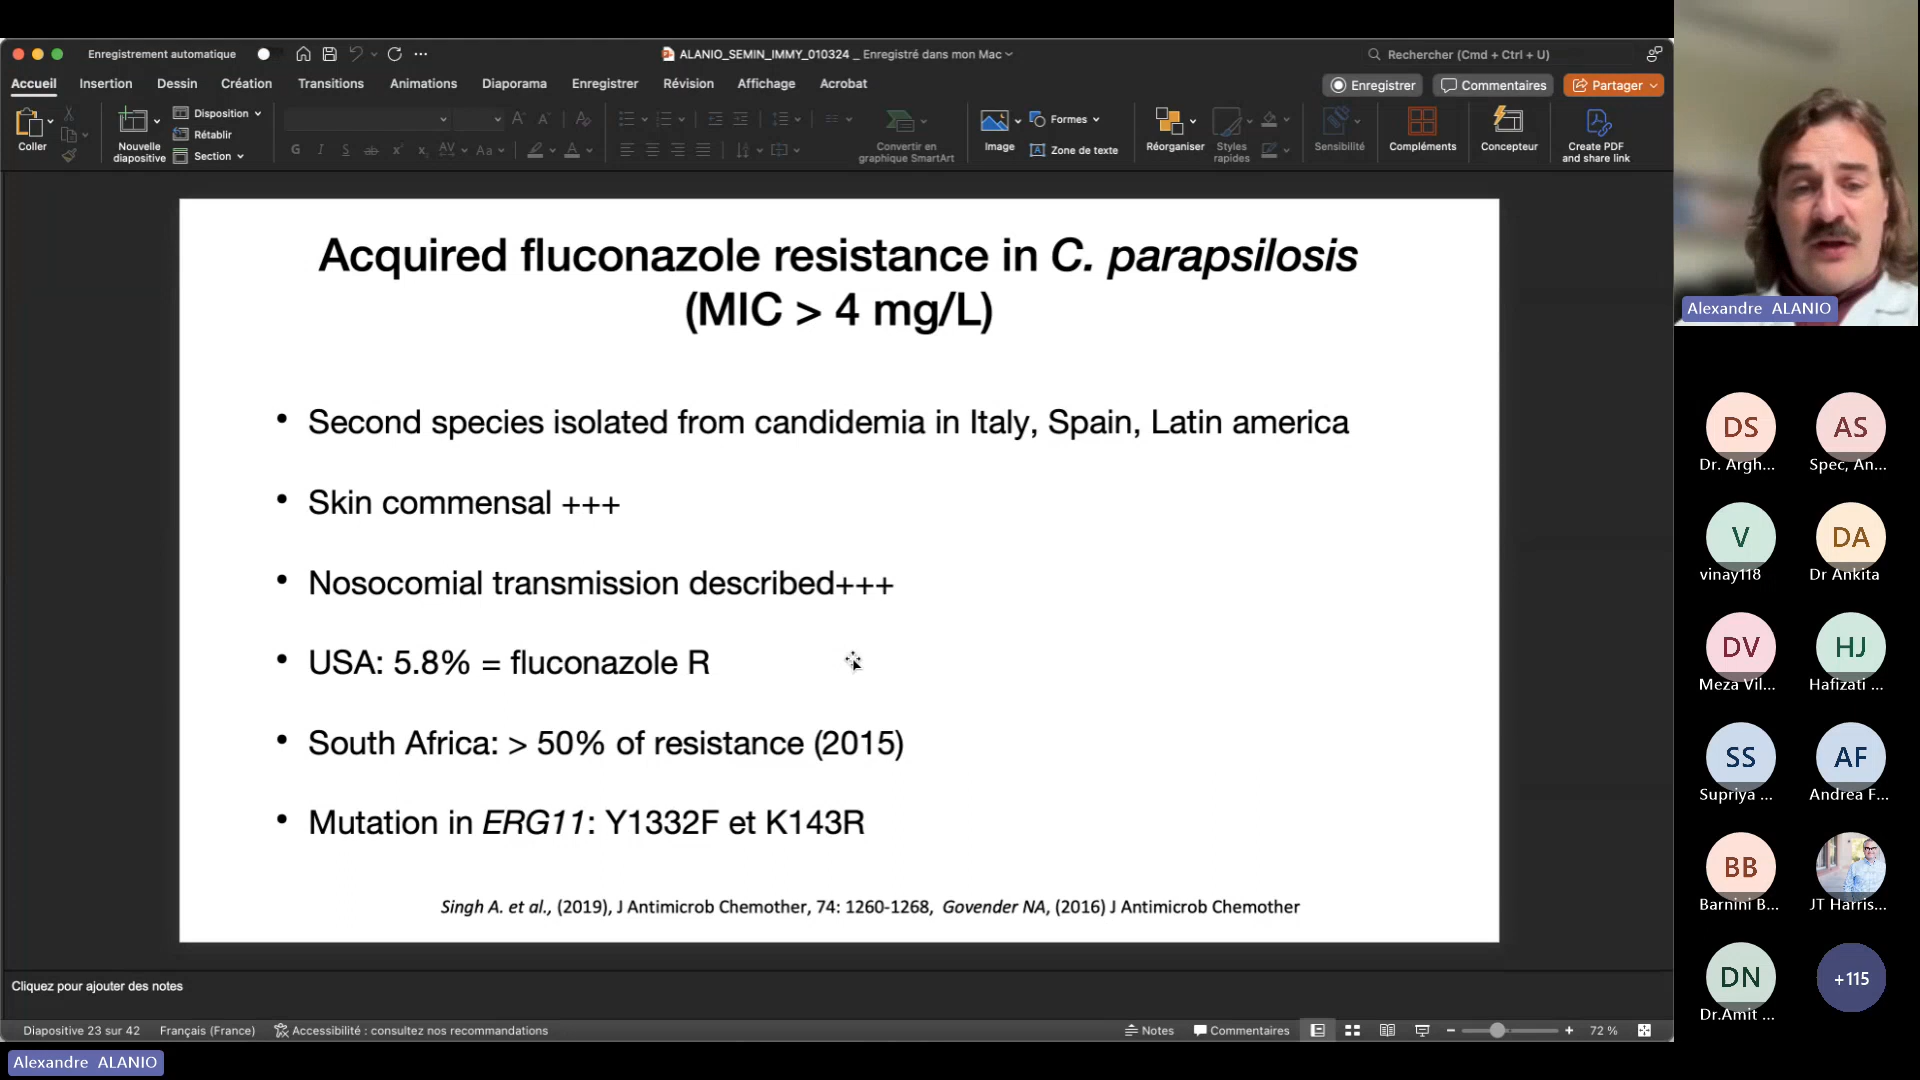 Enregistrement automatique
ALANIO_SEMIN_IMMY_010324 _ Enregistré dans mon Mac
Rechercher (Cmd + Ctrl + U)
Accueil Insertion Dessin Création Transitions Animations Diaporama Enregistrer Révision Affichage Acrobat
Enregistrer Commentaires Partager
Coller
Nouvelle diapositive
Disposition
Rétablir
Section
Convertir en graphique SmartArt
Image
Formes
Zone de texte
Réorganiser
Styles rapides
Sensibilité
Compléments
Concepteur
Create PDF and share link
Acquired fluconazole resistance in C. parapsilosis
(MIC > 4 mg/L)
• Second species isolated from candidemia in Italy, Spain, Latin america
• Skin commensal +++
• Nosocomial transmission described+++
• USA: 5.8% = fluconazole R
• South Africa: > 50% of resistance (2015)
• Mutation in ERG11: Y1332F et K143R
Singh A. et al., (2019), J Antimicrob Chemother, 74: 1260-1268, Govender NA, (2016) J Antimicrob Chemother
Cliquez pour ajouter des notes
Diapositive 23 sur 42 Français (France) Accessibilité : consultez nos recommandations
Notes Commentaires 72 %
Alexandre ALANIO
Alexandre ALANIO
DS AS
Dr. Argh... Spec, An...
V DA
vinay118 Dr Ankita
DV HJ
Meza Vil... Hafizati ...
SS AF
Supriya ... Andrea F...
BB
Barnini B... JT Harris...
DN +115
Dr.Amit ...